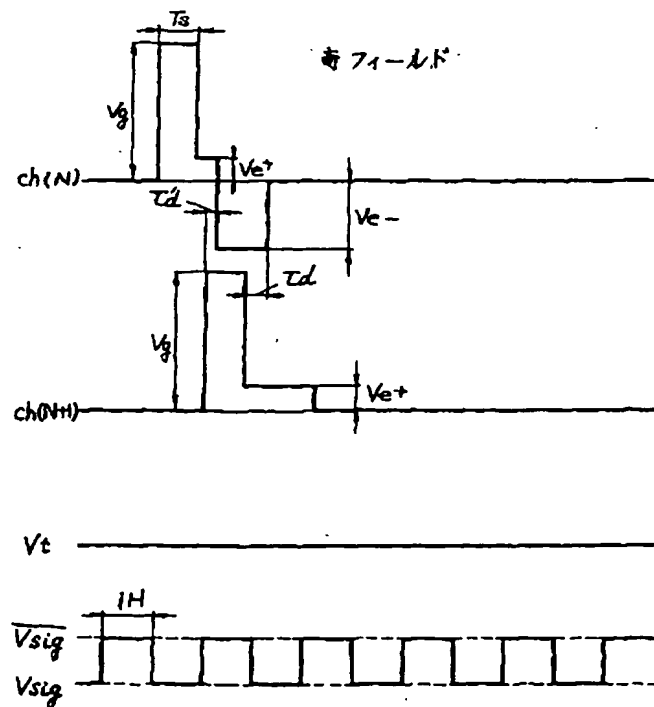 Ts
奇フィールド
Vg
Ve+
ch(N)
τd'
Ve-
τd
Vg
Ve+
ch(N+1)
Vt
1H
V̅s̅i̅g̅
Vsig